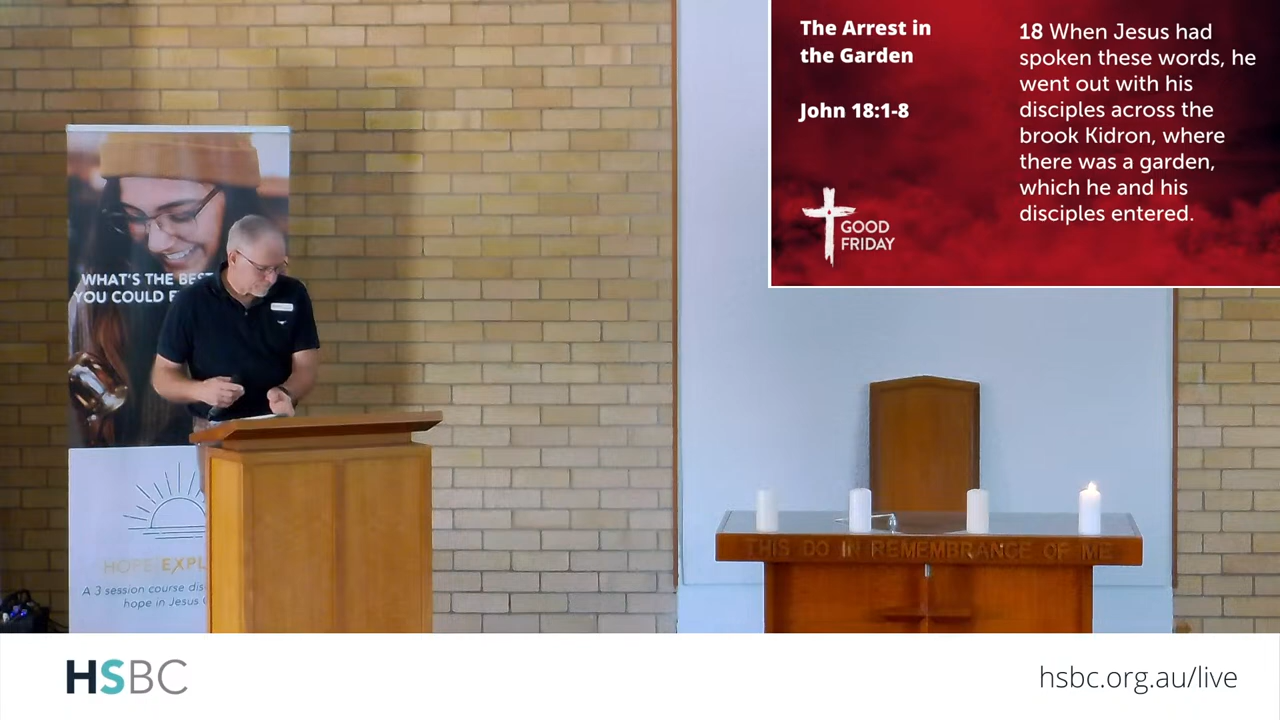 The Arrest in
the Garden
John 18:1-8
18 When Jesus had
spoken these words, he
went out with his
disciples across the
brook Kidron, where
there was a garden,
which he and his
disciples entered.
GOOD
FRIDAY
WHAT'S THE BEST
YOU COULD
HOPE EXPL
A 3 session course
hope in Jesus
THIS DO IN REMEMBRANCE OF ME
HSBC
hsbc.org.au/live